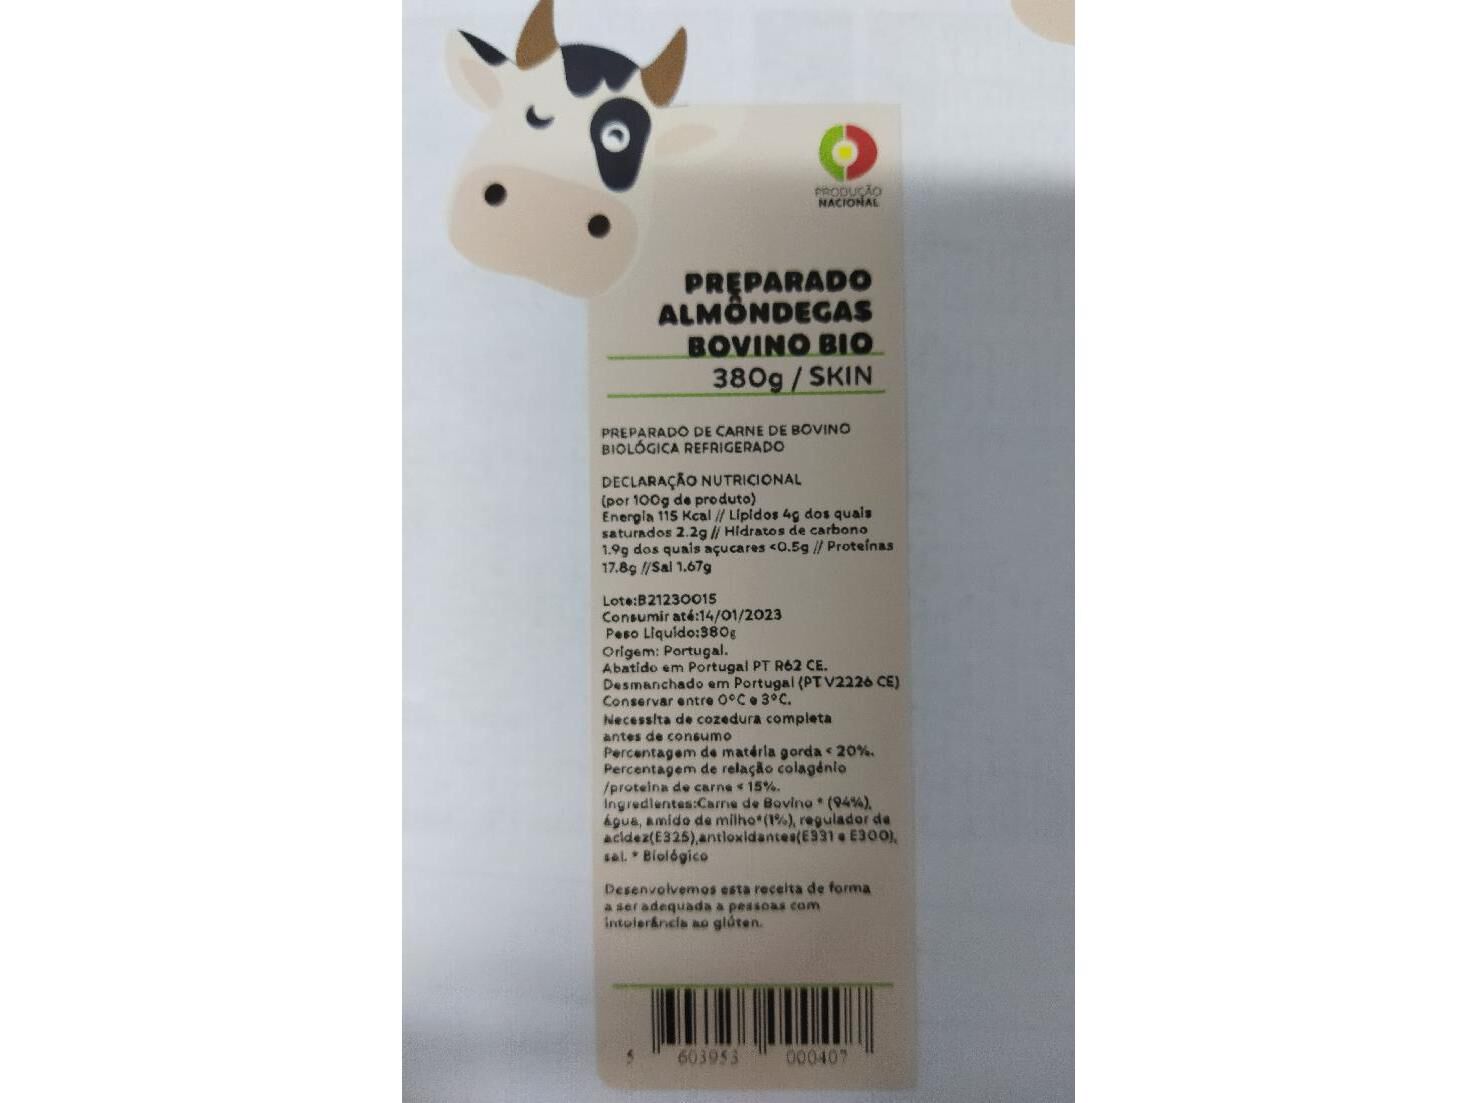 PRODUÇÃO
NACIONAL
PREPARADO
ALMÔNDEGAS
BOVINO BIO
380g / SKIN
PREPARADO DE CARNE DE BOVINO
BIOLÓGICA REFRIGERADO
DECLARAÇÃO NUTRICIONAL
(por 100g de produto)
Energia 115 Kcal // Lípidos 4g dos quais
saturados 2.2g // Hidratos de carbono
1.9g dos quais açucares <0.5g // Proteínas
17.8g //Sal 1.67g
Lote:B21230015
Consumir até:14/01/2023
Peso Liquido:380g
Origem: Portugal.
Abatido em Portugal PT R62 CE.
Desmanchado em Portugal (PT V2226 CE)
Conservar entre 0ºC e 3ºC.
Necessita de cozedura completa
antes de consumo
Percentagem de matéria gorda < 20%.
Percentagem de relação colagénio
/proteína de carne < 15%.
Ingredientes:Carne de Bovino * (94%),
água, amido de milho*(1%), regulador de
acidez(E325),antioxidantes(E331 e E300),
sal. * Biológico
Desenvolvemos esta receita de forma
a ser adequada a pessoas com
intolerância ao glúten.
5 603953 000407